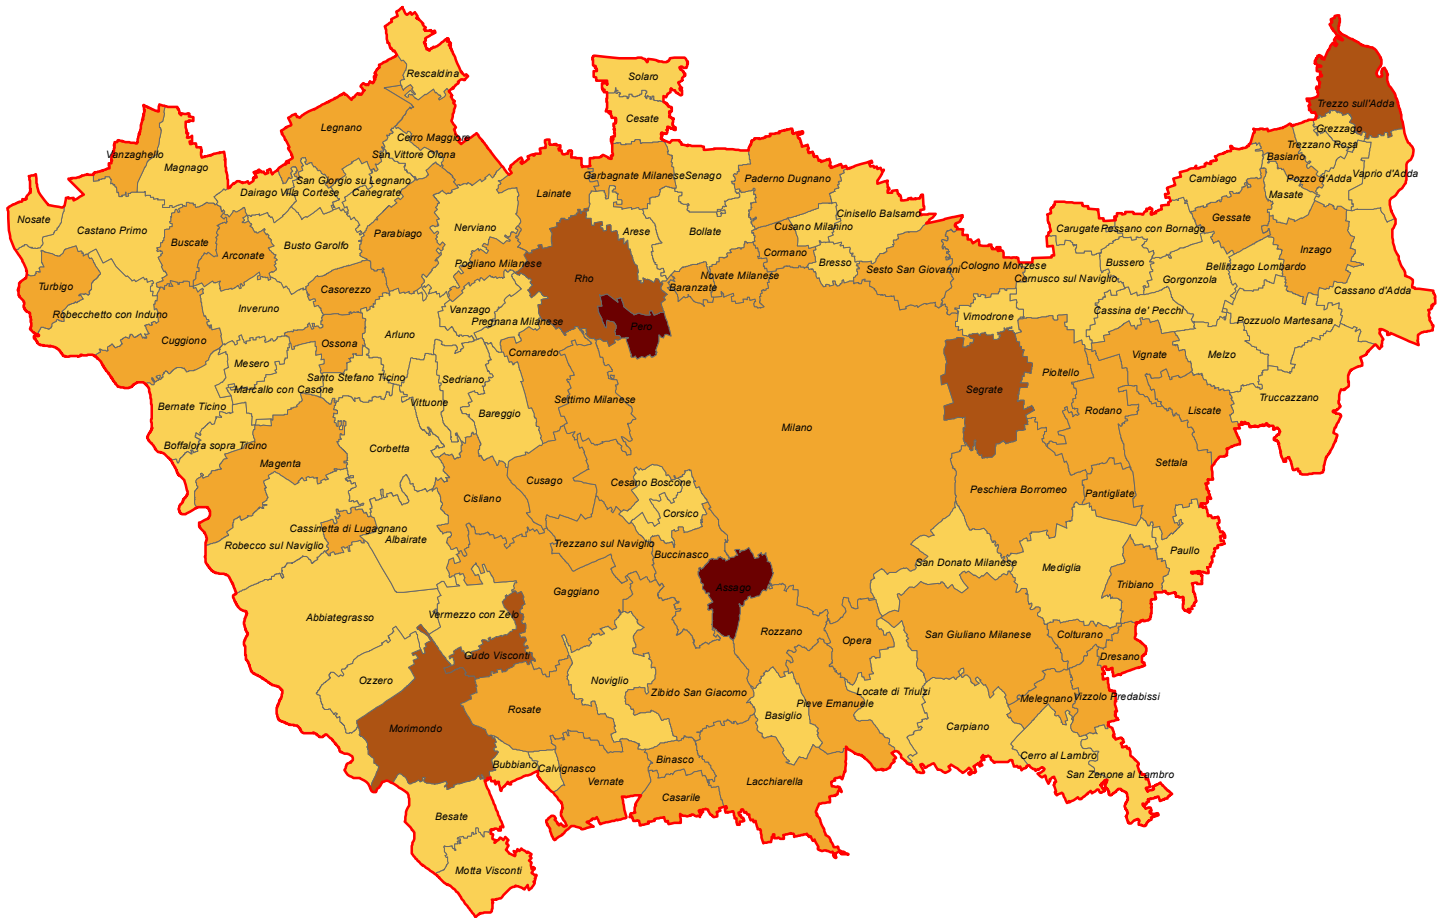 Rescaldina
Solaro
Trezzo sull'Adda
Cesate
Legnano
Cerro Maggiore
Grezzago
Trezzano Rosa
Vanzaghello
Magnago
San Vittore Olona
Basiano
San Giorgio su Legnano
Garbagnate Milanese
Senago
Paderno Dugnano
Cambiago
Pozzo d'Adda
Vaprio d'Adda
Dairago
Villa Cortese
Canegrate
Lainate
Masate
Nosate
Castano Primo
Buscate
Busto Garolfo
Parabiago
Nerviano
Arese
Bollate
Cusano Milanino
Cinisello Balsamo
Carugate
Pessano con Bornago
Gessate
Inzago
Arconate
Pogliano Milanese
Rho
Baranzate
Novate Milanese
Cormano
Bresso
Sesto San Giovanni
Cologno Monzese
Cernusco sul Naviglio
Bussero
Gorgonzola
Bellinzago Lombardo
Cassano d'Adda
Turbigo
Robecchetto con Induno
Inveruno
Casorezzo
Vanzago
Pregnana Milanese
Pero
Vimodrone
Cassina de' Pecchi
Pozzuolo Martesana
Cuggiono
Ossona
Arluno
Cornaredo
Vignate
Melzo
Mesero
Santo Stefano Ticino
Sedriano
Pioltello
Marcallo con Casone
Segrate
Bernate Ticino
Vittuone
Bareggio
Settimo Milanese
Milano
Rodano
Liscate
Truccazzano
Boffalora sopra Ticino
Corbetta
Magenta
Settala
Cisliano
Cusago
Cesano Boscone
Peschiera Borromeo
Pantigliate
Corsico
Cassinetta di Lugagnano
Albairate
Robecco sul Naviglio
Trezzano sul Naviglio
Buccinasco
San Donato Milanese
Mediglia
Paullo
Assago
Tribiano
Gaggiano
Abbiategrasso
Vermezzo con Zelo
Rozzano
Opera
San Giuliano Milanese
Colturano
Gudo Visconti
Dresano
Ozzero
Noviglio
Zibido San Giacomo
Locate di Triulzi
Melegnano
Vizzolo Predabissi
Rosate
Basiglio
Pieve Emanuele
Morimondo
Carpiano
Cerro al Lambro
Bubbiano
Calvignasco
Binasco
San Zenone al Lambro
Vernate
Lacchiarella
Casarile
Besate
Motta Visconti